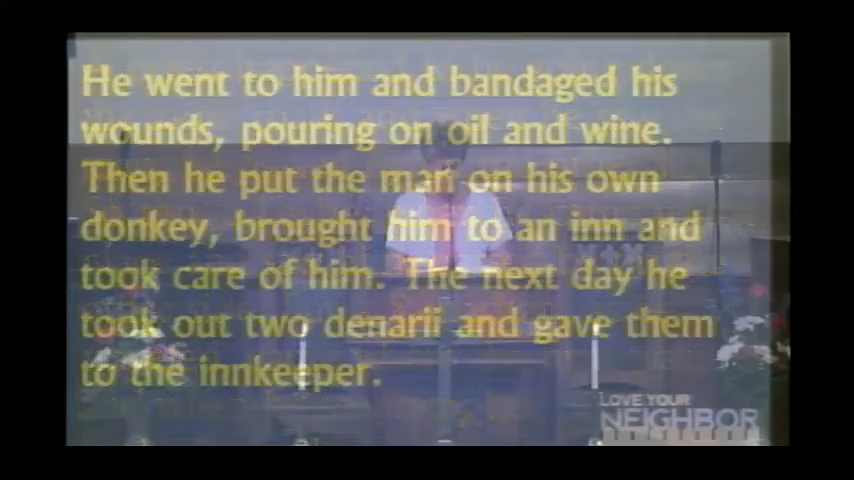 He went to him and bandaged his
wounds, pouring on oil and wine.
Then he put the man on his own
donkey, brought him to an inn and
took care of him. The next day he
took out two denarii and gave them
to the innkeeper.
LOVE YOUR
NEIGHBOR